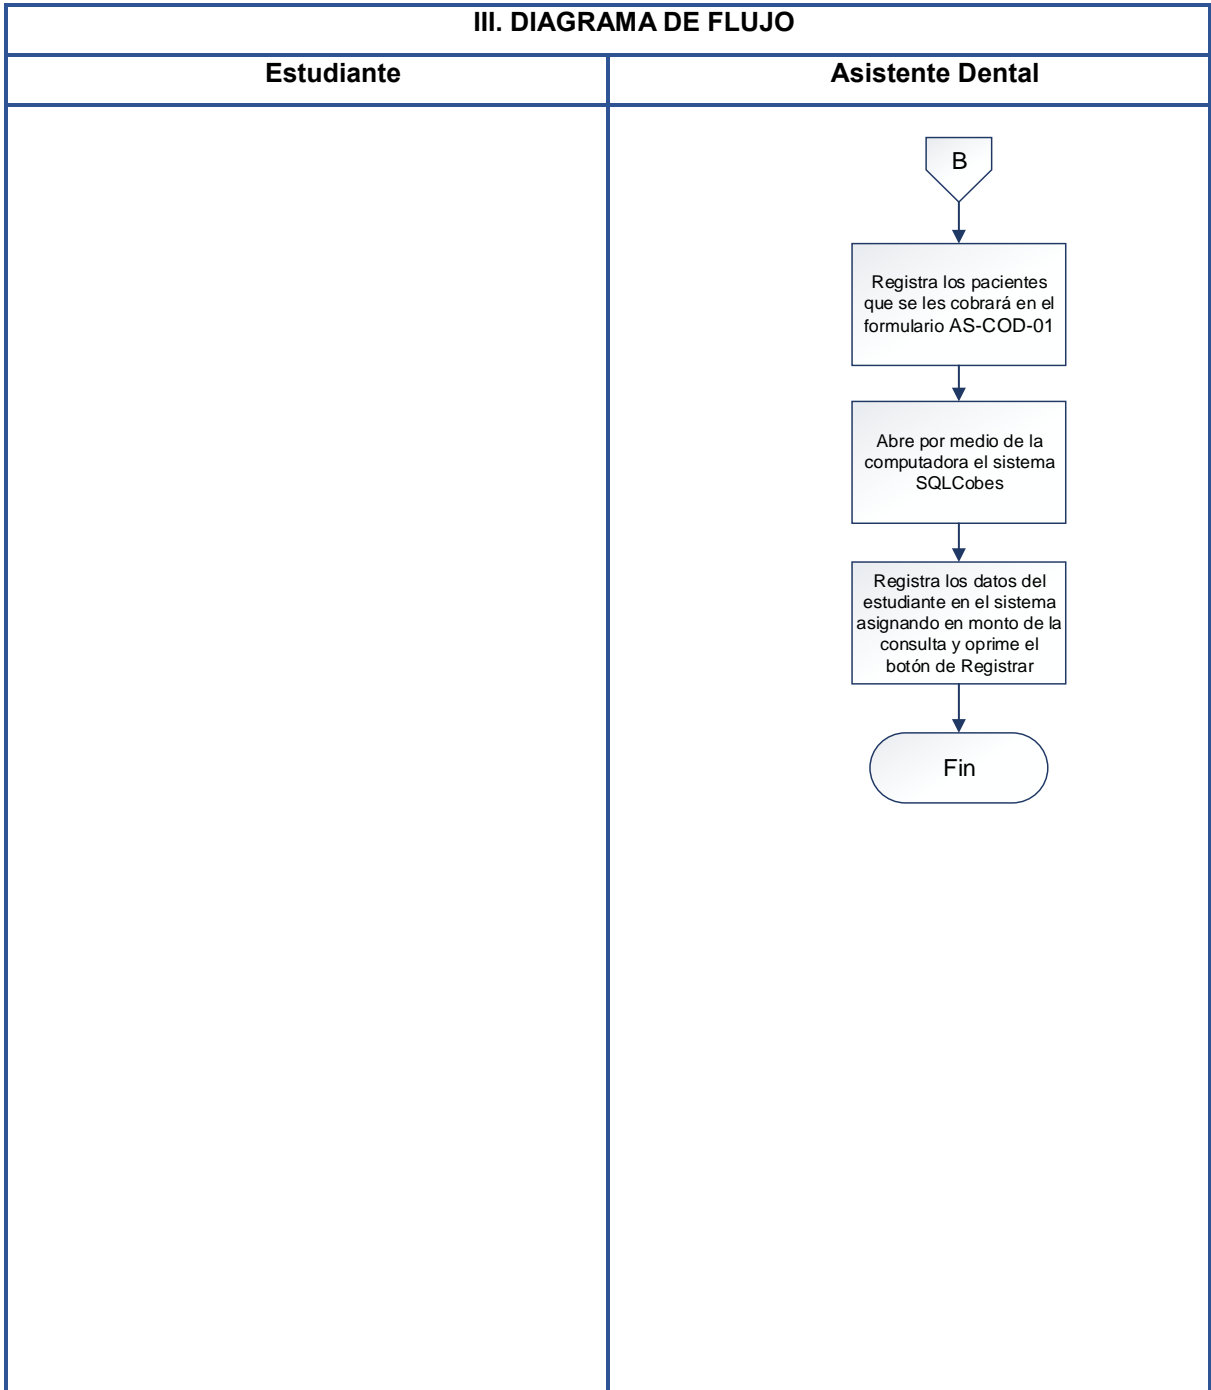 III. DIAGRAMA DE FLUJO
Estudiante
Asistente Dental
B
Registra los pacientes
que se les cobrará en el
formulario AS-COD-01
Abre por medio de la
computadora el sistema
SQLCobes
Registra los datos del
estudiante en el sistema
asignando en monto de la
consulta y oprime el
botón de Registrar
Fin